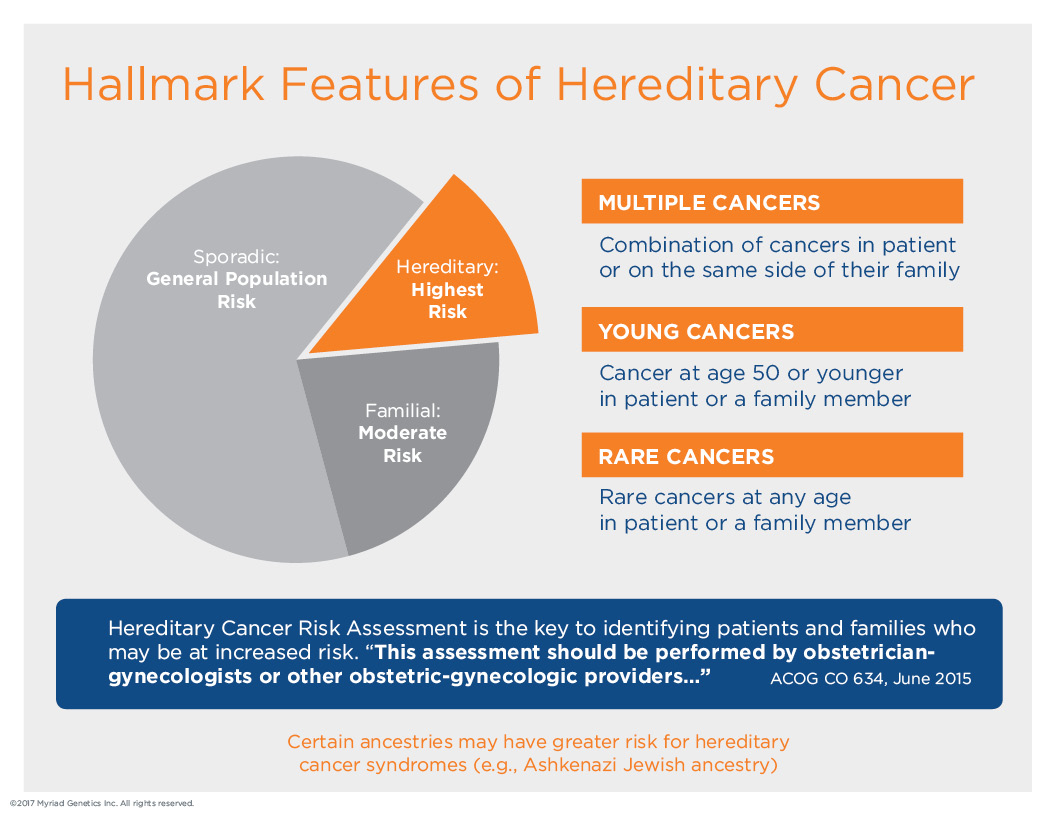 Hallmark Features of Hereditary Cancer
Sporadic:
General Population
Risk
Hereditary:
Highest
Risk
Familial:
Moderate
Risk
MULTIPLE CANCERS
Combination of cancers in patient
or on the same side of their family
YOUNG CANCERS
Cancer at age 50 or younger
in patient or a family member
RARE CANCERS
Rare cancers at any age
in patient or a family member
Hereditary Cancer Risk Assessment is the key to identifying patients and families who
may be at increased risk. “This assessment should be performed by obstetrician-
gynecologists or other obstetric-gynecologic providers...” ACOG CO 634, June 2015
Certain ancestries may have greater risk for hereditary
cancer syndromes (e.g., Ashkenazi Jewish ancestry)
©2017 Myriad Genetics Inc. All rights reserved.